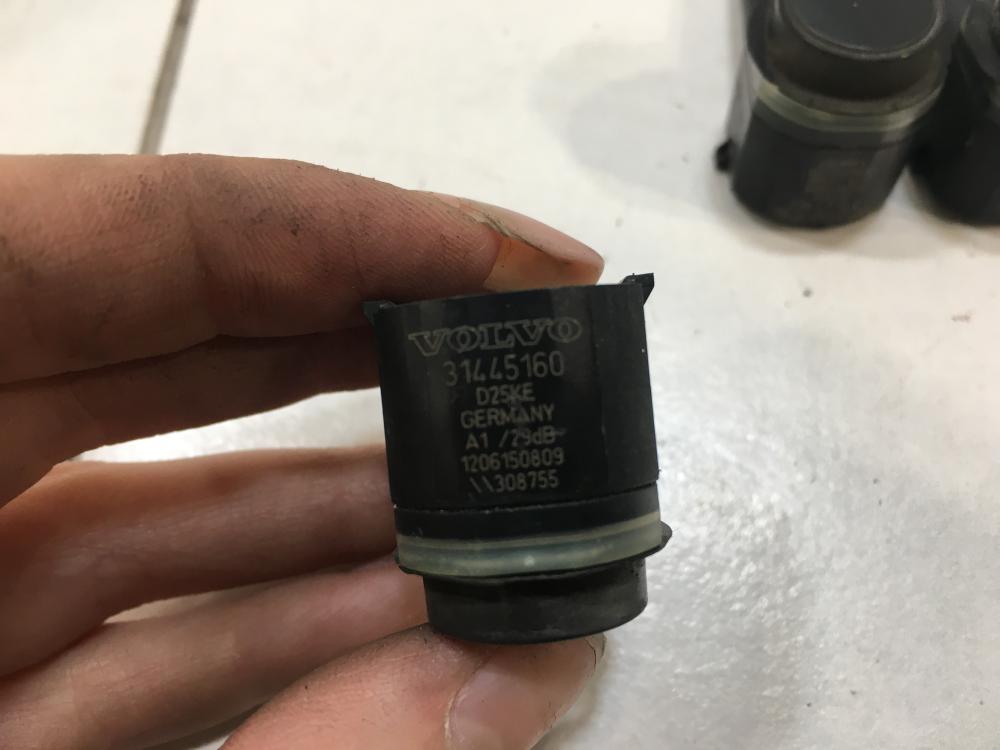 VOLVO
31445160
D25KE
GERMANY
A1 /29dB
1206150809
\\308755